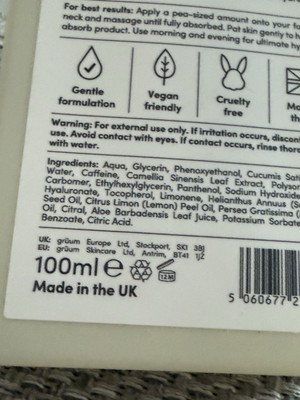 For best results: Apply a pea-sized amount onto your fa
neck and massage until fully absorbed. Pat skin gently to h
absorb product. Use morning and evening for ultimate hy
Gentle
formulation
Vegan
friendly
Cruelty
free
Ma
th
Warning: For external use only. If irritation occurs, discont
use. Avoid contact with eyes. If contact occurs, rinse thoro
with water.
Ingredients: Aqua, Glycerin, Phenoxyethanol, Cucumis Sati
Water, Caffeine, Camellia Sinensis Leaf Extract, Polysor
Carbomer, Ethylhexylglycerin, Panthenol, Sodium Hydroxide
Hyaluronate, Tocopherol, Limonene, Helianthus Annuus (S
Seed Oil, Citrus Limon (Lemon) Peel Oil, Persea Gratissima (
Oil, Citral, Aloe Barbadensis Leaf Juice, Potassium Sorbate
Benzoate, Citric Acid.
UK: grüum Europe Ltd, Stockport, SK1 3BJ
EU: grüum Skincare Ltd, Antrim, BT41 1JZ
100ml e 12M
Made in the UK
5 060677 2